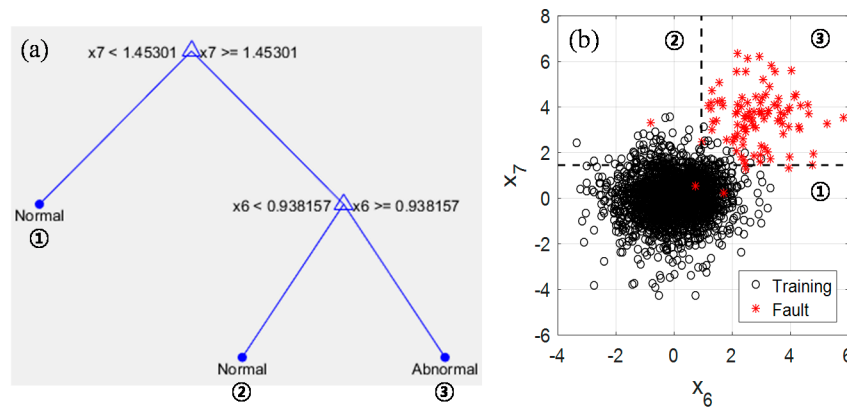 (a)
x7 < 1.45301 x7 >= 1.45301
Normal
①
x6 < 0.938157 x6 >= 0.938157
Normal
②
Abnormal
③
(b)
②
③
①
8
6
4
2
0
-2
-4
-6
x7
-4 -2 0 2 4 6
x6
Training
Fault